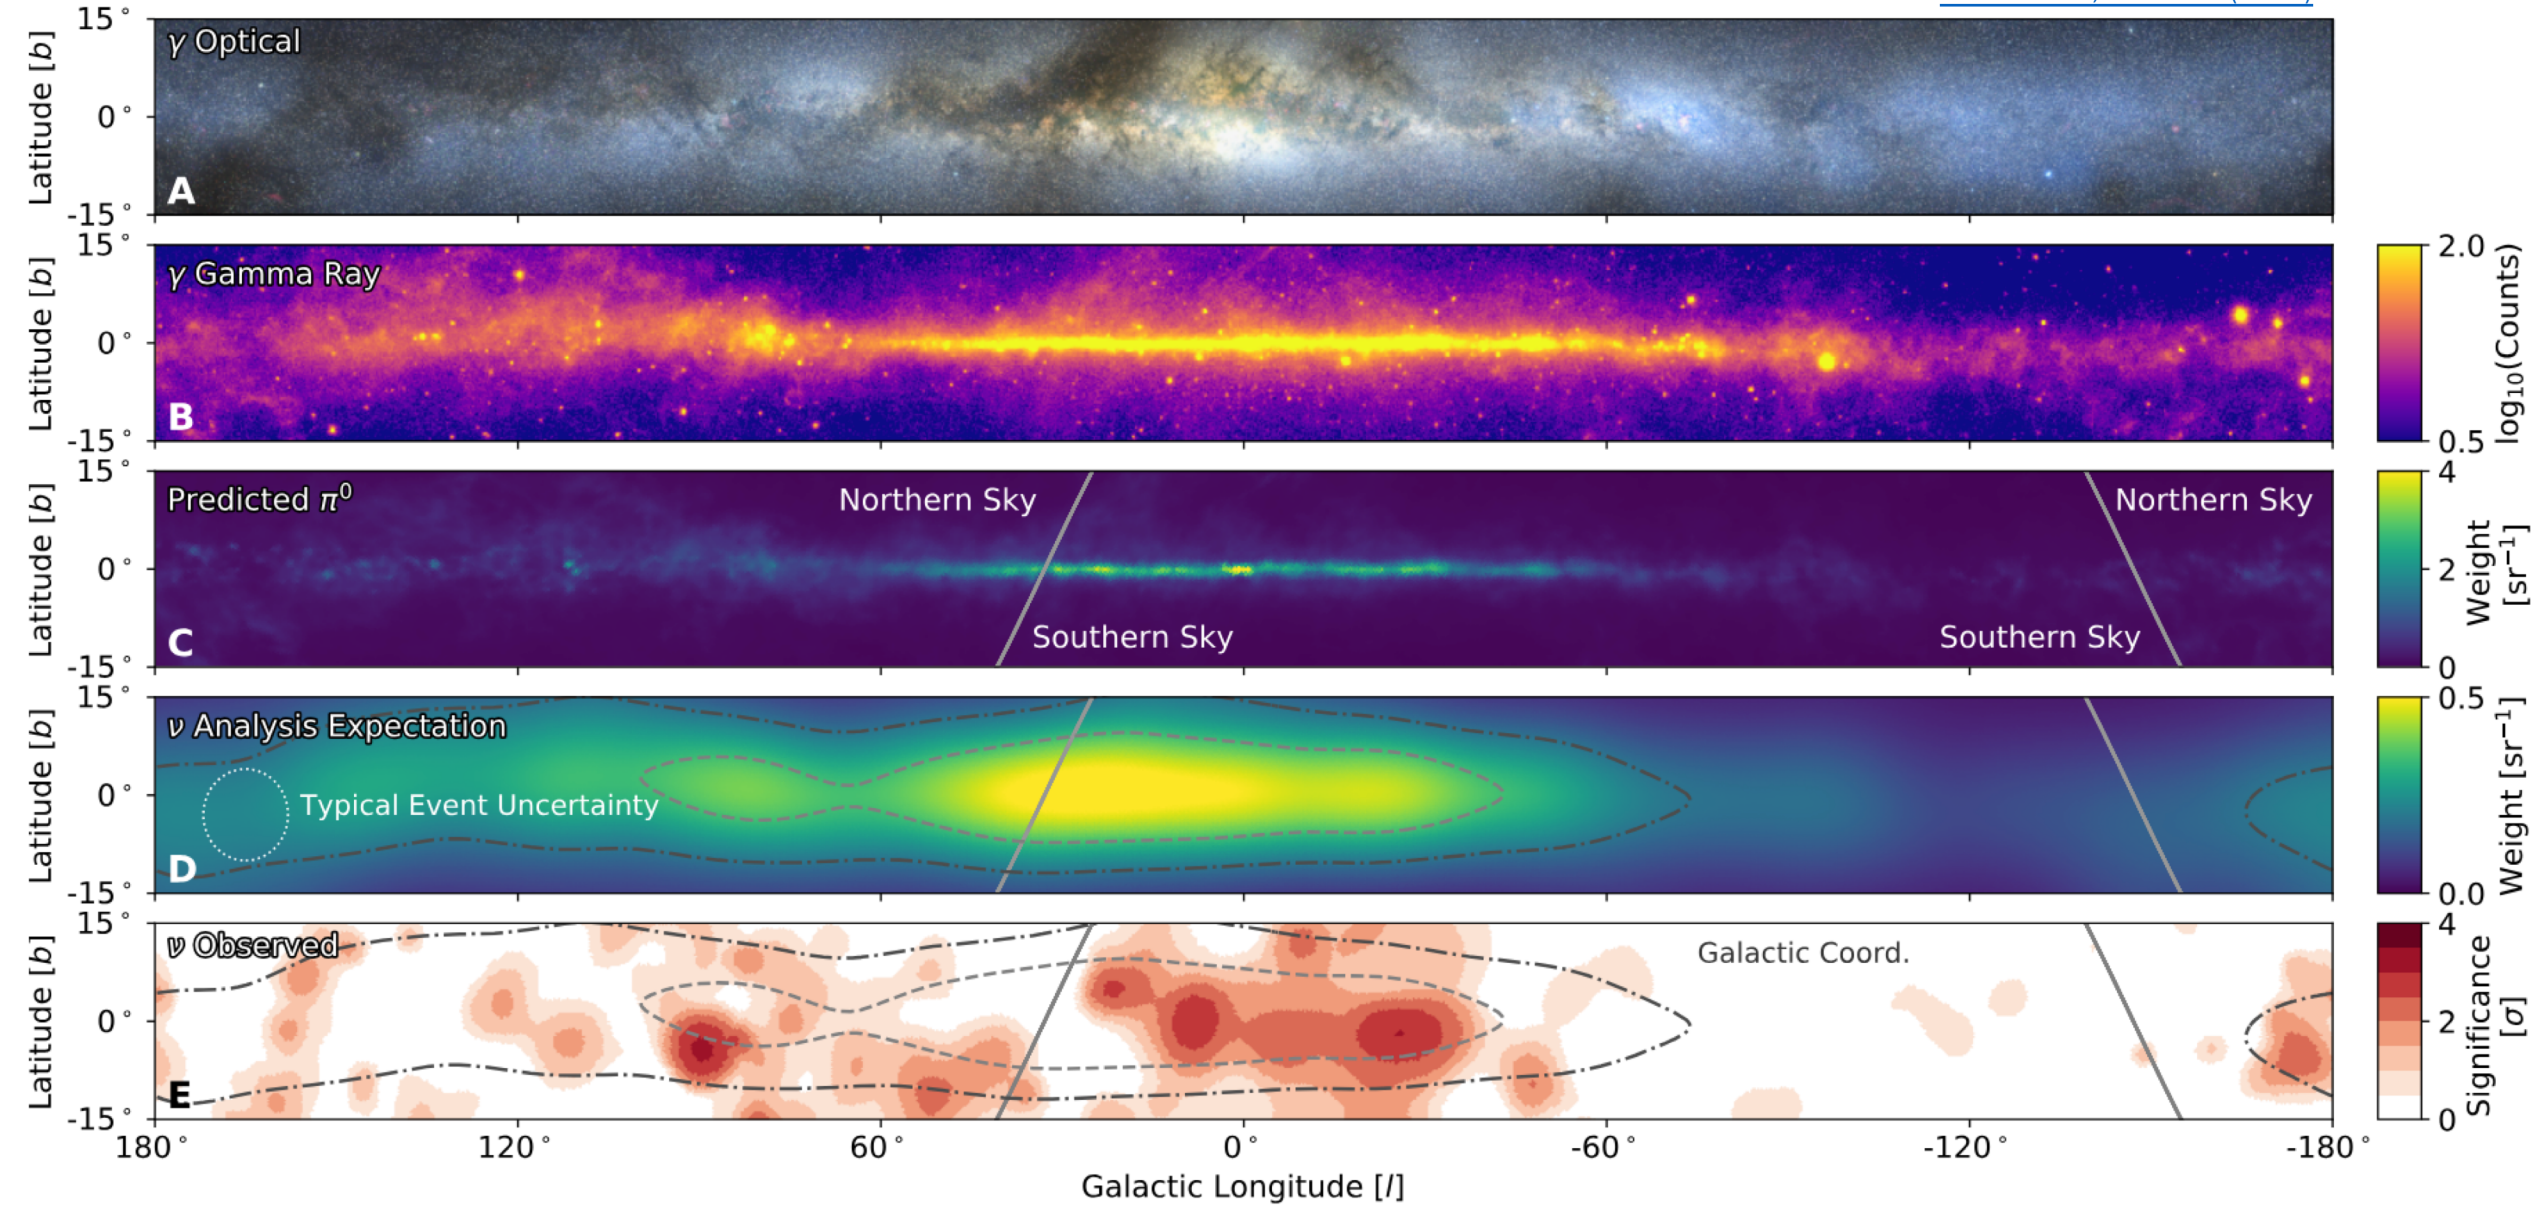 15°
γ Optical
Latitude [b]
0°
A
-15°
15°
γ Gamma Ray
Latitude [b]
0°
B
-15°
2.0
log10(Counts)
0.5
15°
Predicted π⁰
Northern Sky
Northern Sky
Latitude [b]
0°
Southern Sky
Southern Sky
C
-15°
4
2
0
Weight
[sr⁻¹]
15°
ν Analysis Expectation
Latitude [b]
0°
Typical Event Uncertainty
D
-15°
0.5
0.0
Weight [sr⁻¹]
15°
ν Observed
Galactic Coord.
Latitude [b]
0°
E
-15°
4
2
0
Significance
[σ]
180° 120° 60° 0° -60° -120° -180°
Galactic Longitude [l]